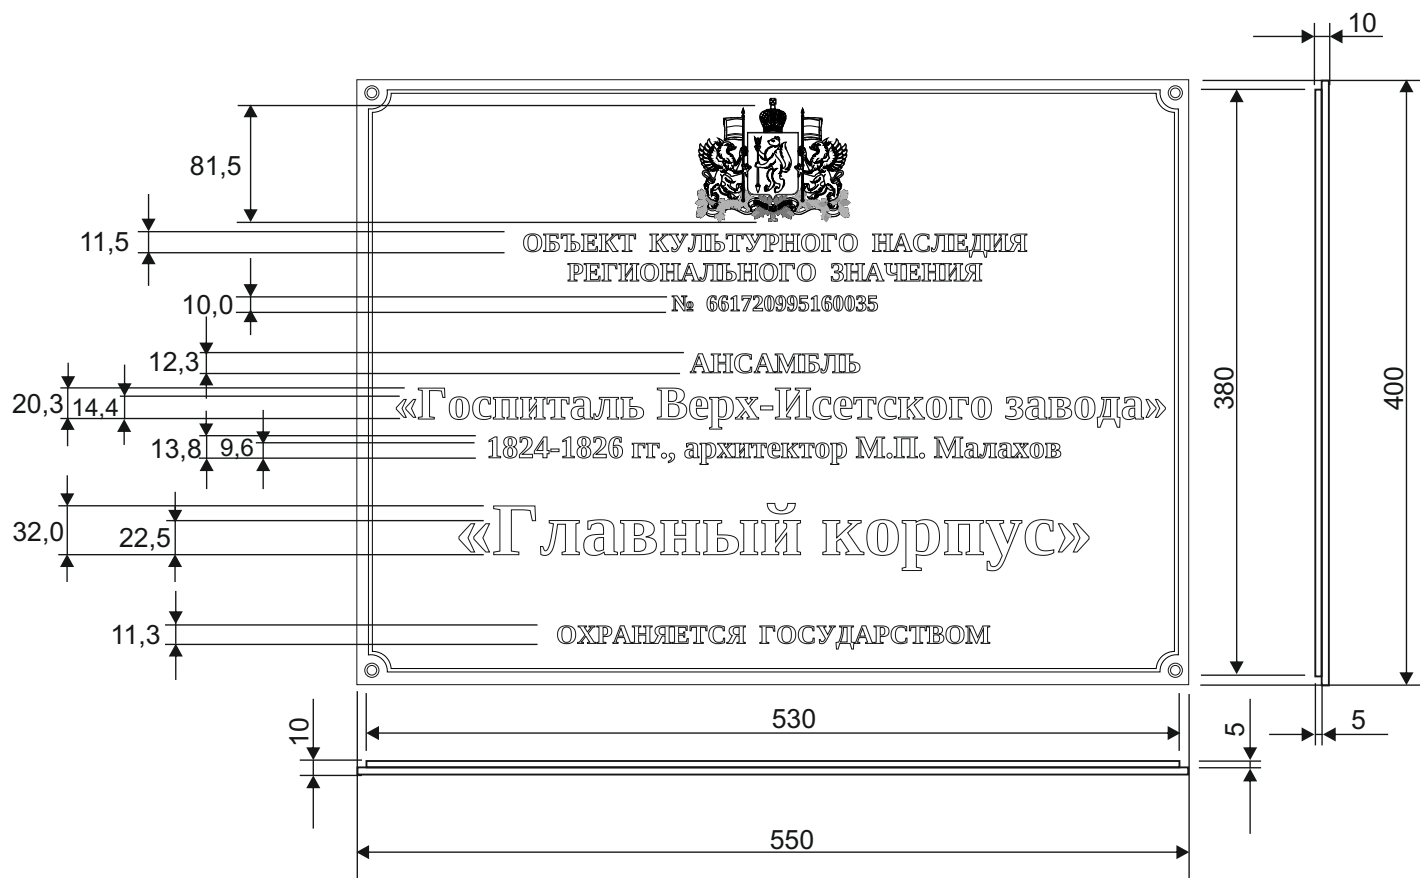 10
81,5
11,5
ОБЪЕКТ КУЛЬТУРНОГО НАСЛЕДИЯ
РЕГИОНАЛЬНОГО ЗНАЧЕНИЯ
10,0
№ 661720995160035
12,3
АНСАМБЛЬ
380
400
20,3
14,4
«Госпиталь Верх-Исетского завода»
13,8
9,6
1824-1826 гг., архитектор М.П. Малахов
32,0
22,5
«Главный корпус»
11,3
ОХРАНЯЕТСЯ ГОСУДАРСТВОМ
10
530
5
5
550